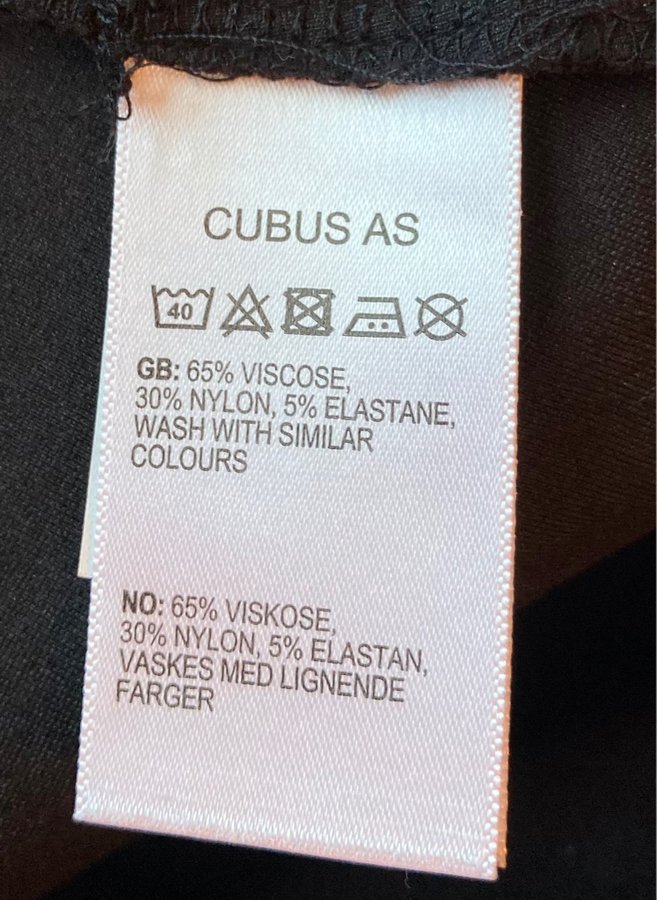 CUBUS AS
40
GB: 65% VISCOSE,
30% NYLON, 5% ELASTANE,
WASH WITH SIMILAR
COLOURS
NO: 65% VISKOSE,
30% NYLON, 5% ELASTAN,
VASKES MED LIGNENDE
FARGER